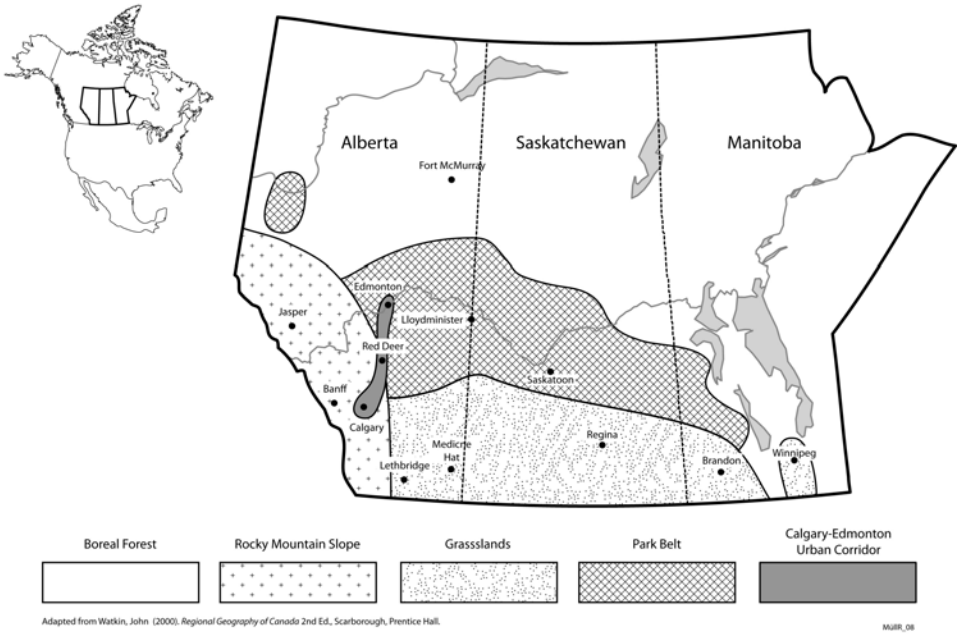 Alberta
Saskatchewan
Manitoba
Fort McMurray
Edmonton
Jasper
Lloydminister
Red Deer
Saskatoon
Banff
Calgary
Regina
Medicne
Hat
Lethbridge
Brandon
Winnipeg
Boreal Forest
Rocky Mountain Slope
Grassslands
Park Belt
Calgary-Edmonton
Urban Corridor
Adapted from Watkin, John (2000). Regional Geography of Canada 2nd Ed., Scarborough, Prentice Hall.
MüllR_08